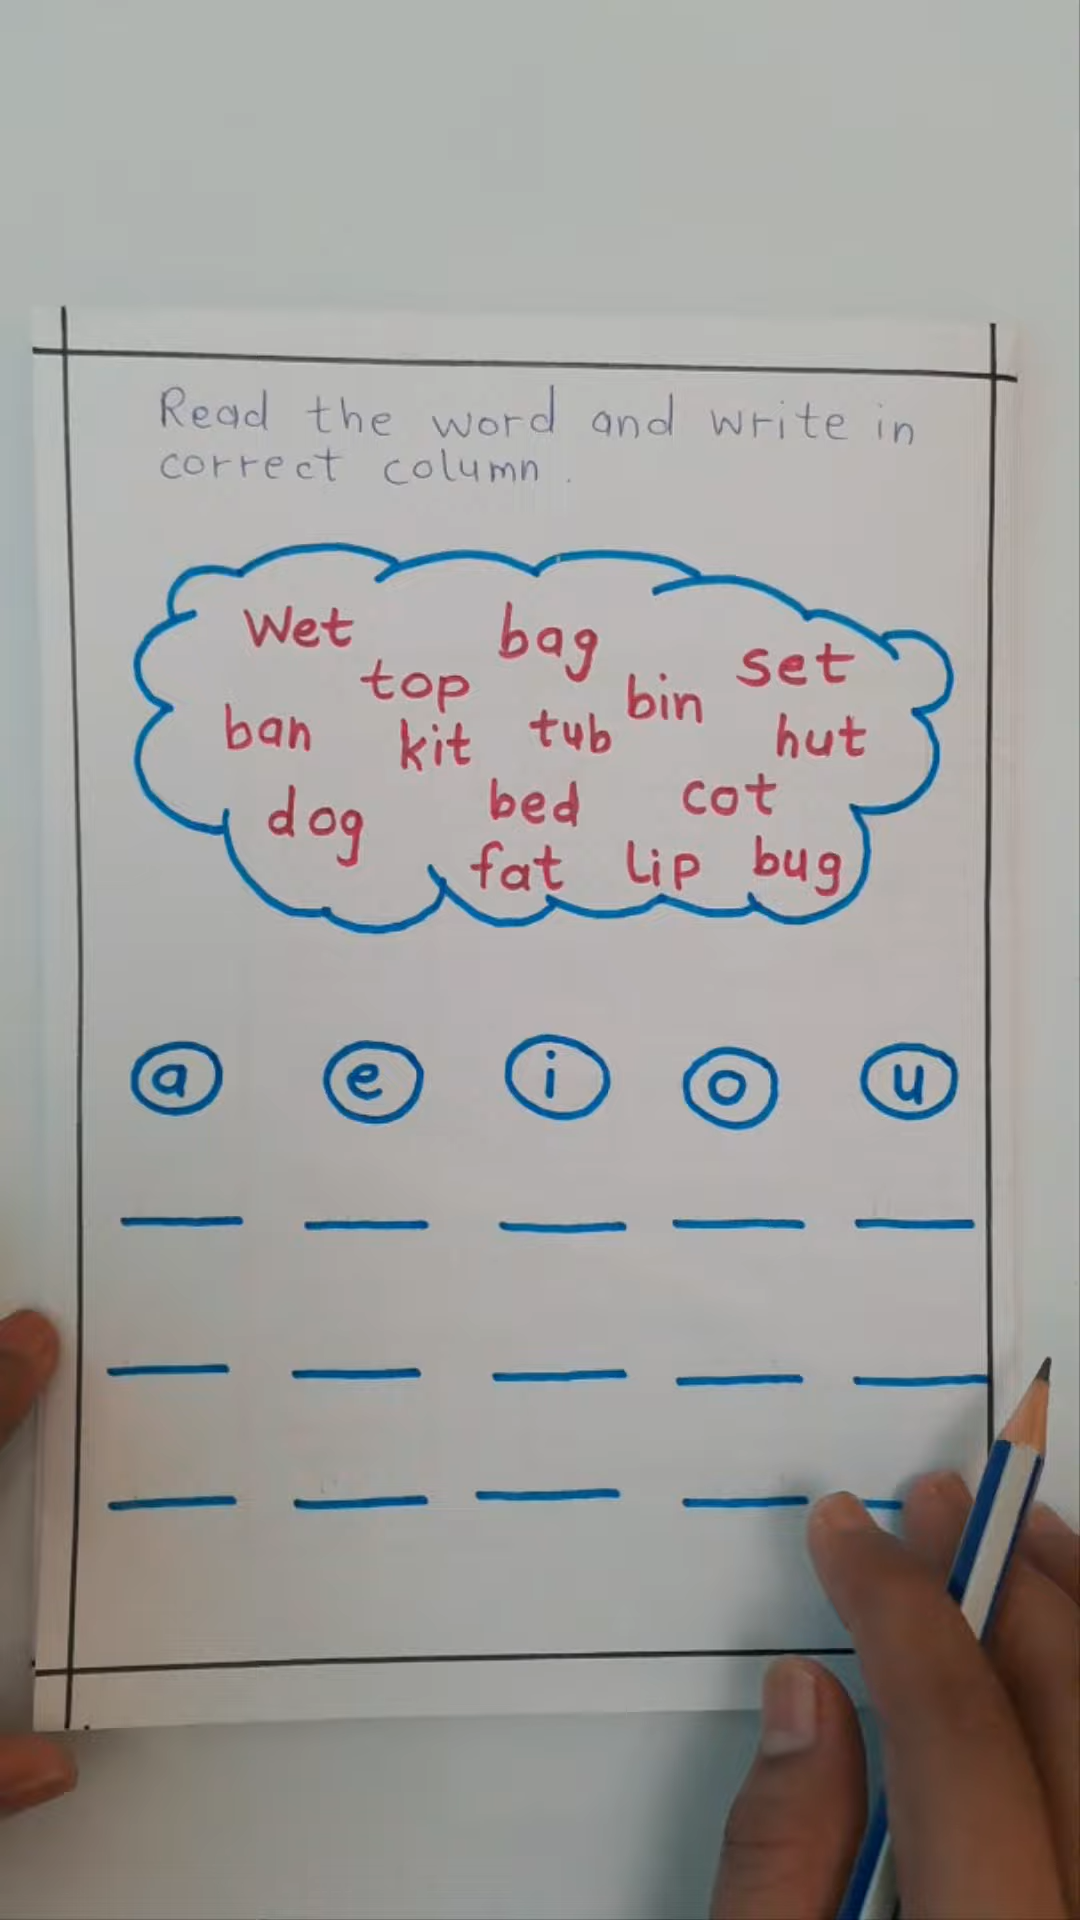 Read the word and write in
correct column.
Wet bag set
top bin
ban kit tub hut
dog bed cot
fat lip bug
a e i o u